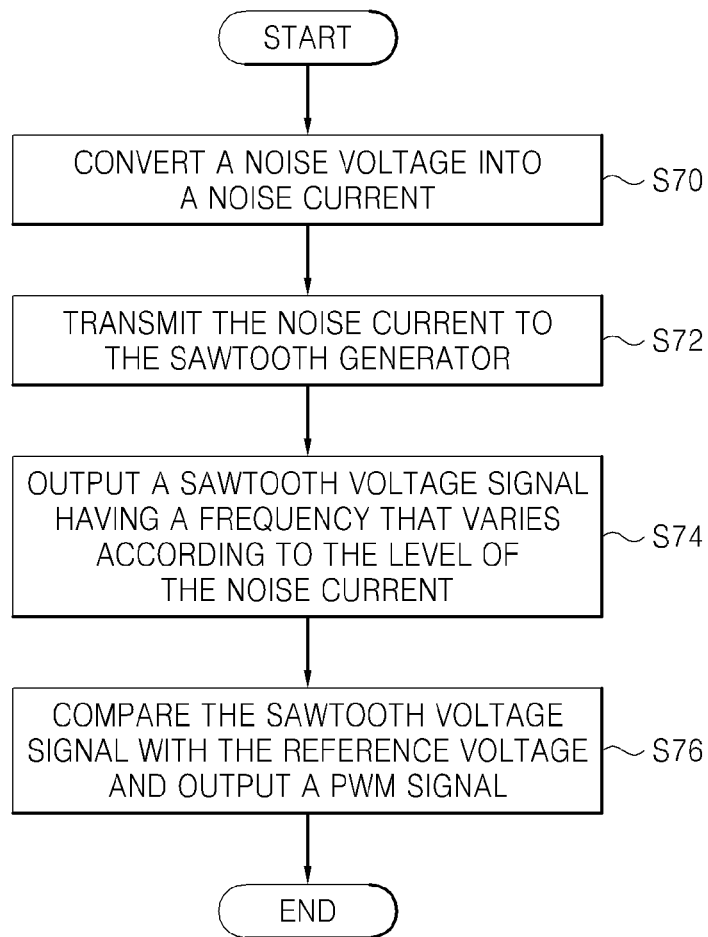 START
CONVERT A NOISE VOLTAGE INTO
A NOISE CURRENT
S70
TRANSMIT THE NOISE CURRENT TO
THE SAWTOOTH GENERATOR
S72
OUTPUT A SAWTOOTH VOLTAGE SIGNAL
HAVING A FREQUENCY THAT VARIES
ACCORDING TO THE LEVEL OF
THE NOISE CURRENT
S74
COMPARE THE SAWTOOTH VOLTAGE
SIGNAL WITH THE REFERENCE VOLTAGE
AND OUTPUT A PWM SIGNAL
S76
END